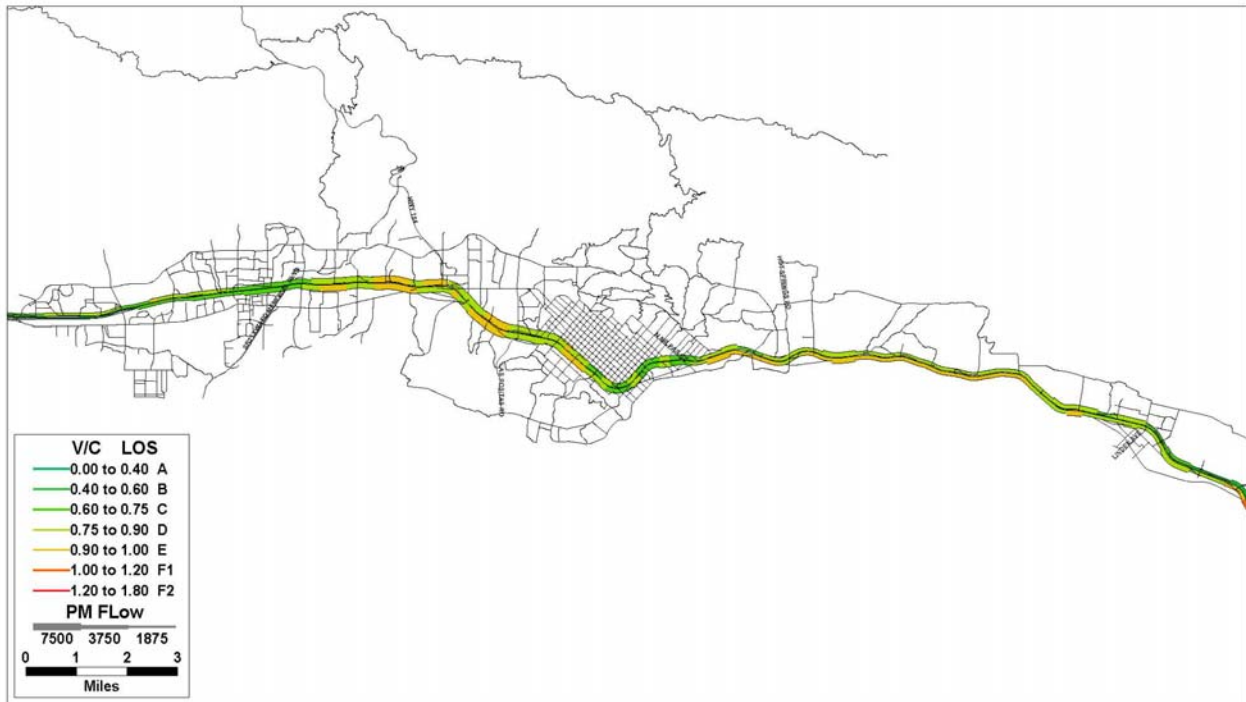 HWY 154
V/C LOS
0.00 to 0.40 A
0.40 to 0.60 B
0.60 to 0.75 C
0.75 to 0.90 D
0.90 to 1.00 E
1.00 to 1.20 F1
1.20 to 1.80 F2
PM FLow
7500 3750 1875
0 1 2 3
Miles